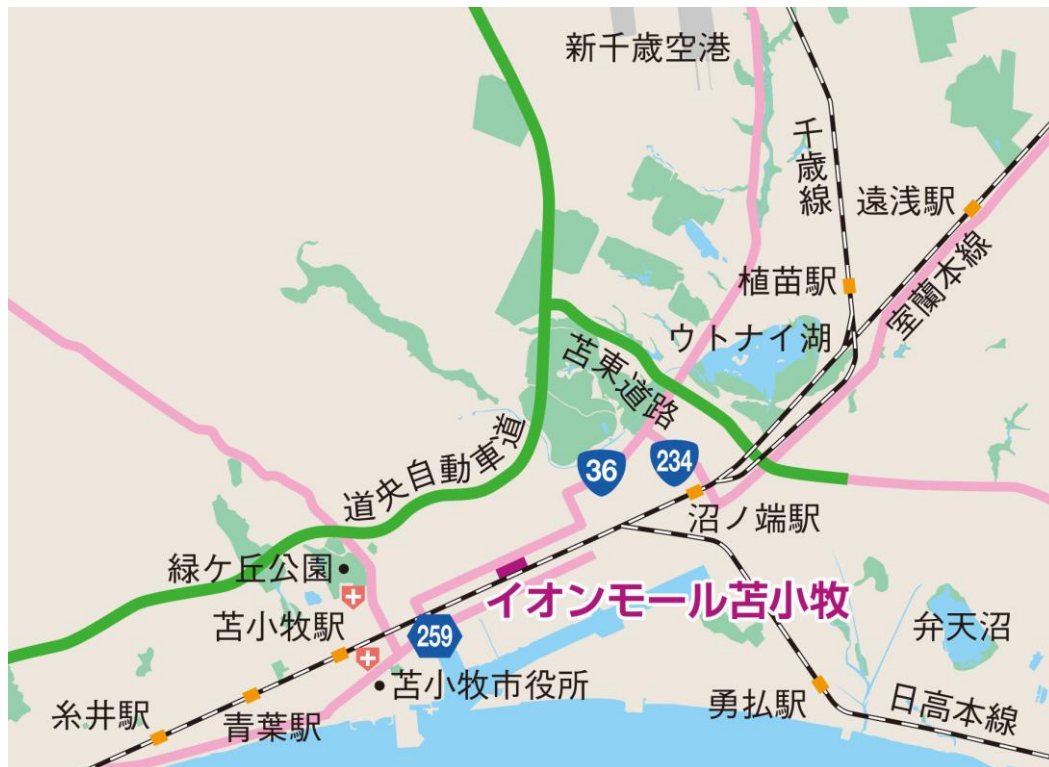 新千歳空港
千歳線
遠浅駅
植苗駅
室蘭本線
ウトナイ湖
苫東道路
道央自動車道
36
234
沼ノ端駅
緑ケ丘公園
イオンモール苫小牧
苫小牧駅
259
弁天沼
苫小牧市役所
勇払駅
日高本線
糸井駅
青葉駅